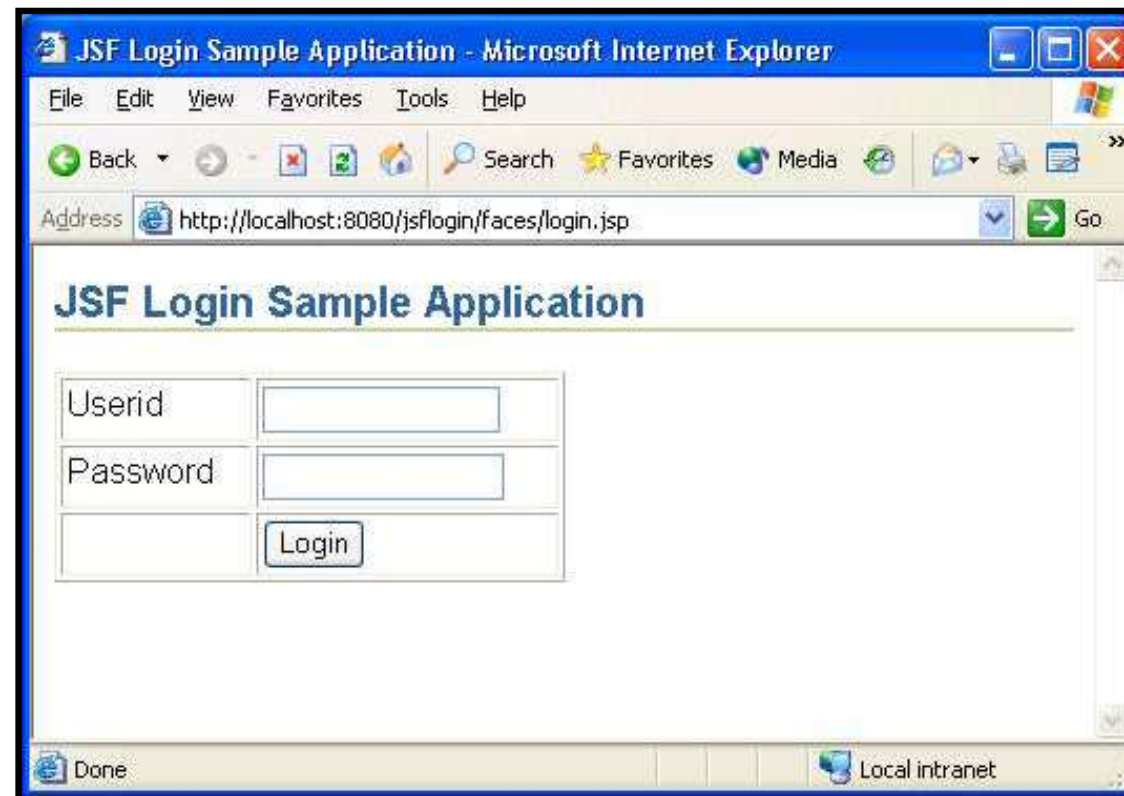 JSF Login Sample Application - Microsoft Internet Explorer
File Edit View Favorites Tools Help
Back Search Favorites Media »
Address http://localhost:8080/jsflogin/faces/login.jsp Go
JSF Login Sample Application
Userid
Password
Login
Done Local intranet